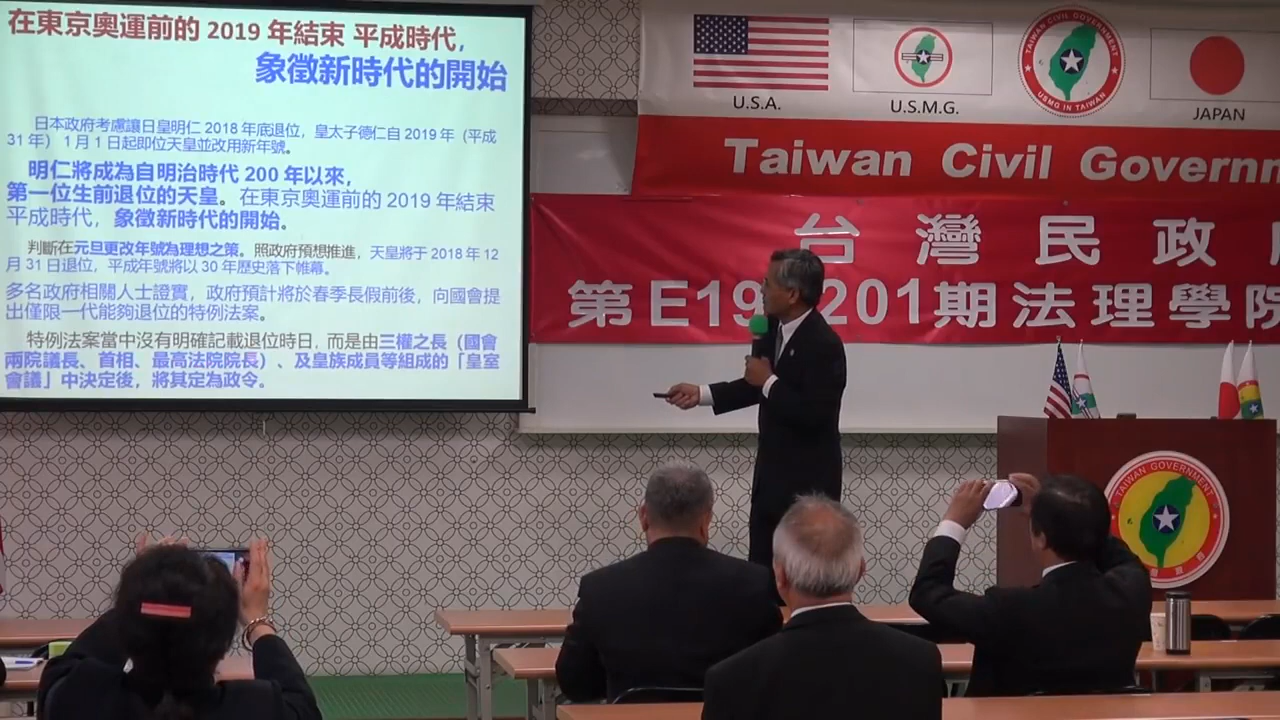 在東京奧運前的 2019 年結束 平成時代,
象徵新時代的開始
日本政府考慮讓日皇明仁 2018 年底退位，皇太子德仁自 2019 年（平成
31 年） 1 月 1 日起即位天皇並改用新年號。
明仁將成為自明治時代 200 年以來,
第一位生前退位的天皇。在東京奧運前的 2019 年結束
平成時代，象徵新時代的開始。
判斷在元旦更改年號為理想之策。照政府預想推進，天皇將于 2018 年 12
月 31 日退位，平成年號將以 30 年歷史落下帷幕。
多名政府相關人士證實，政府預計將於春季長假前後，向國會提
出僅限一代能夠退位的特例法案。
特例法案當中沒有明確記載退位時日，而是由三權之長（國會
兩院議長、首相、最高法院院長）、及皇族成員等組成的「皇室
會議」中決定後，將其定為政令。
U.S.A.
U.S.M.G.
TAIWAN CIVIL GOVERNMENT
USMG IN TAIWAN
JAPAN
Taiwan Civil Governm
台灣民政
第E19 201期法理學院
TAIWAN GOVERNMENT